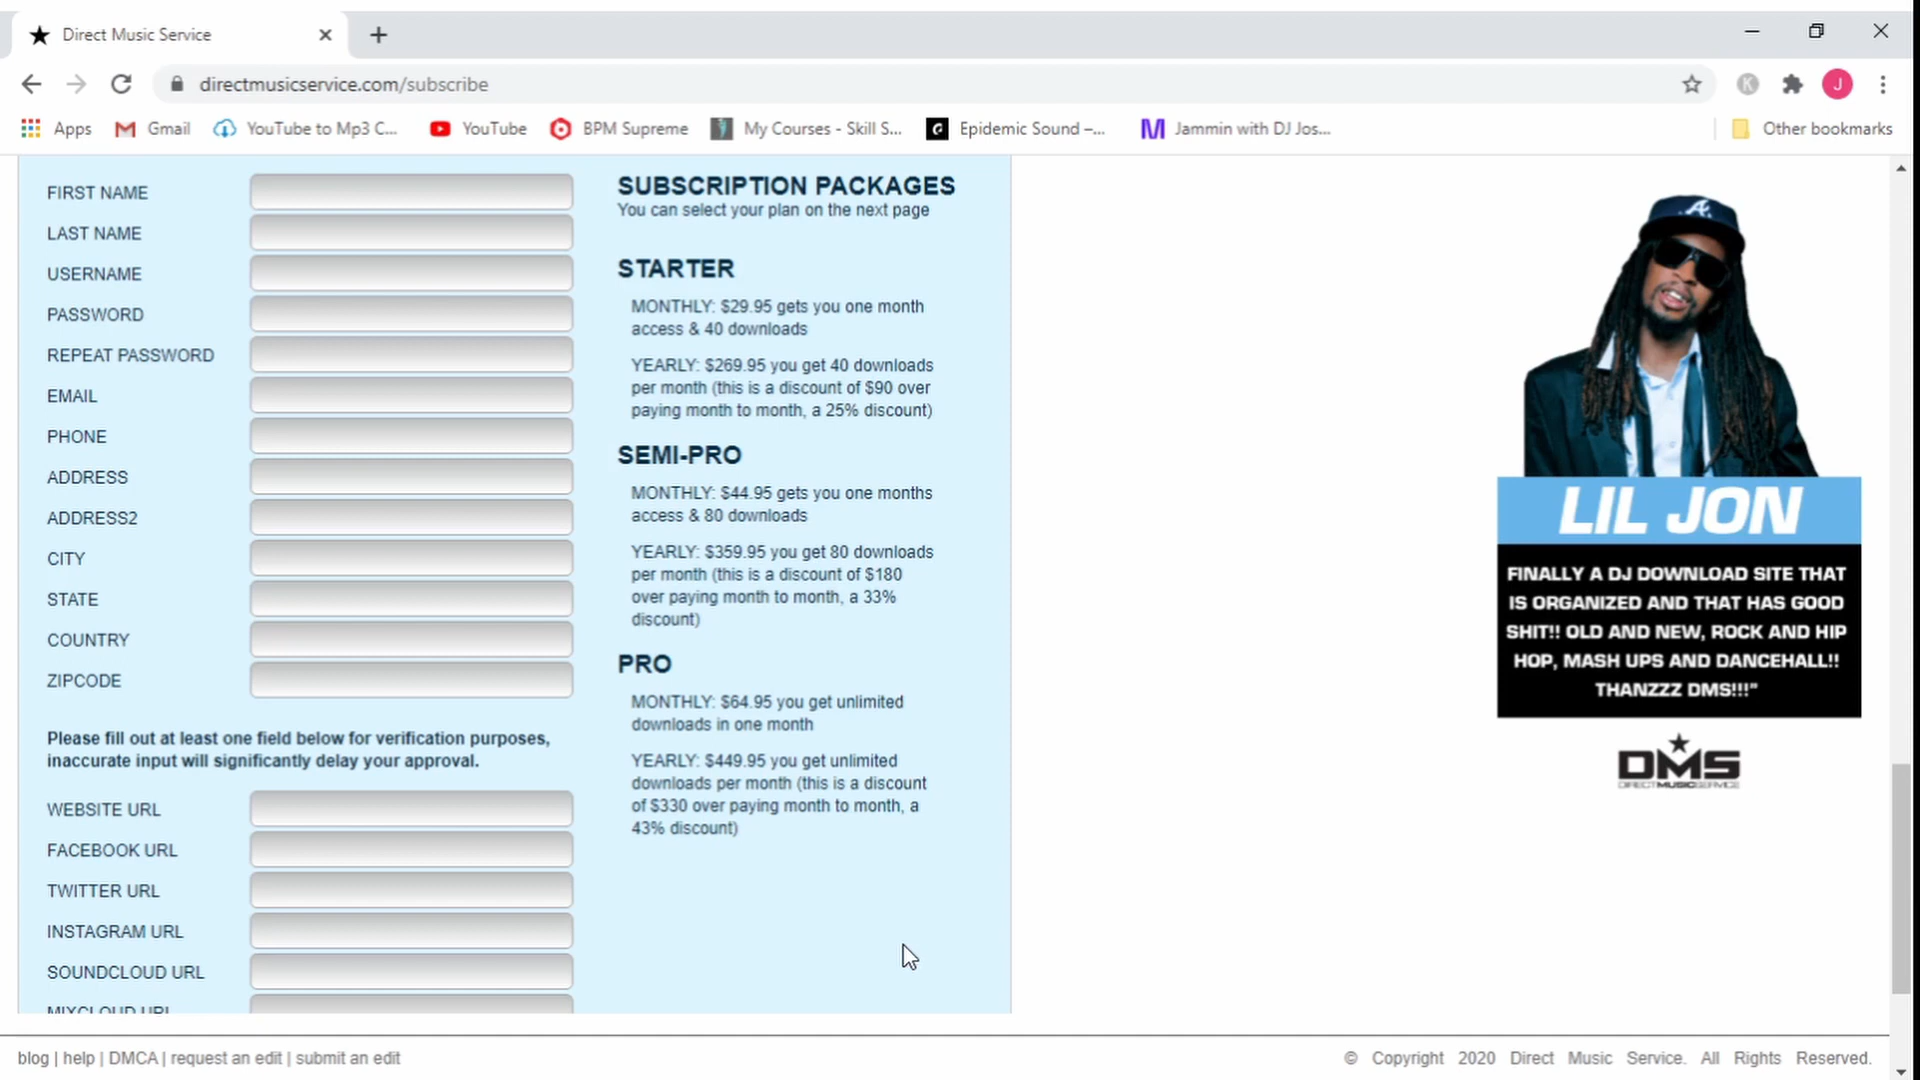 Direct Music Service
directmusicservice.com/subscribe
K
J
Apps
Gmail
YouTube to Mp3 C...
YouTube
BPM Supreme
My Courses - Skill S...
Epidemic Sound –...
Jammin with DJ Jos...
Other bookmarks
FIRST NAME
LAST NAME
USERNAME
PASSWORD
REPEAT PASSWORD
EMAIL
PHONE
ADDRESS
ADDRESS2
CITY
STATE
COUNTRY
ZIPCODE
Please fill out at least one field below for verification purposes,
inaccurate input will significantly delay your approval.
WEBSITE URL
FACEBOOK URL
TWITTER URL
INSTAGRAM URL
SOUNDCLOUD URL
MIXCLOUD URL
SUBSCRIPTION PACKAGES
You can select your plan on the next page
STARTER
MONTHLY: $29.95 gets you one month
access & 40 downloads
YEARLY: $269.95 you get 40 downloads
per month (this is a discount of $90 over
paying month to month, a 25% discount)
SEMI-PRO
MONTHLY: $44.95 gets you one months
access & 80 downloads
YEARLY: $359.95 you get 80 downloads
per month (this is a discount of $180
over paying month to month, a 33%
discount)
PRO
MONTHLY: $64.95 you get unlimited
downloads in one month
YEARLY: $449.95 you get unlimited
downloads per month (this is a discount
of $330 over paying month to month, a
43% discount)
A
LIL JON
FINALLY A DJ DOWNLOAD SITE THAT
IS ORGANIZED AND THAT HAS GOOD
SHIT!! OLD AND NEW, ROCK AND HIP
HOP, MASH UPS AND DANCEHALL!!
THANZZZ DMS!!!"
DMS
DIRECTMUSICSERVICE
blog | help | DMCA | request an edit | submit an edit
© Copyright 2020 Direct Music Service. All Rights Reserved.